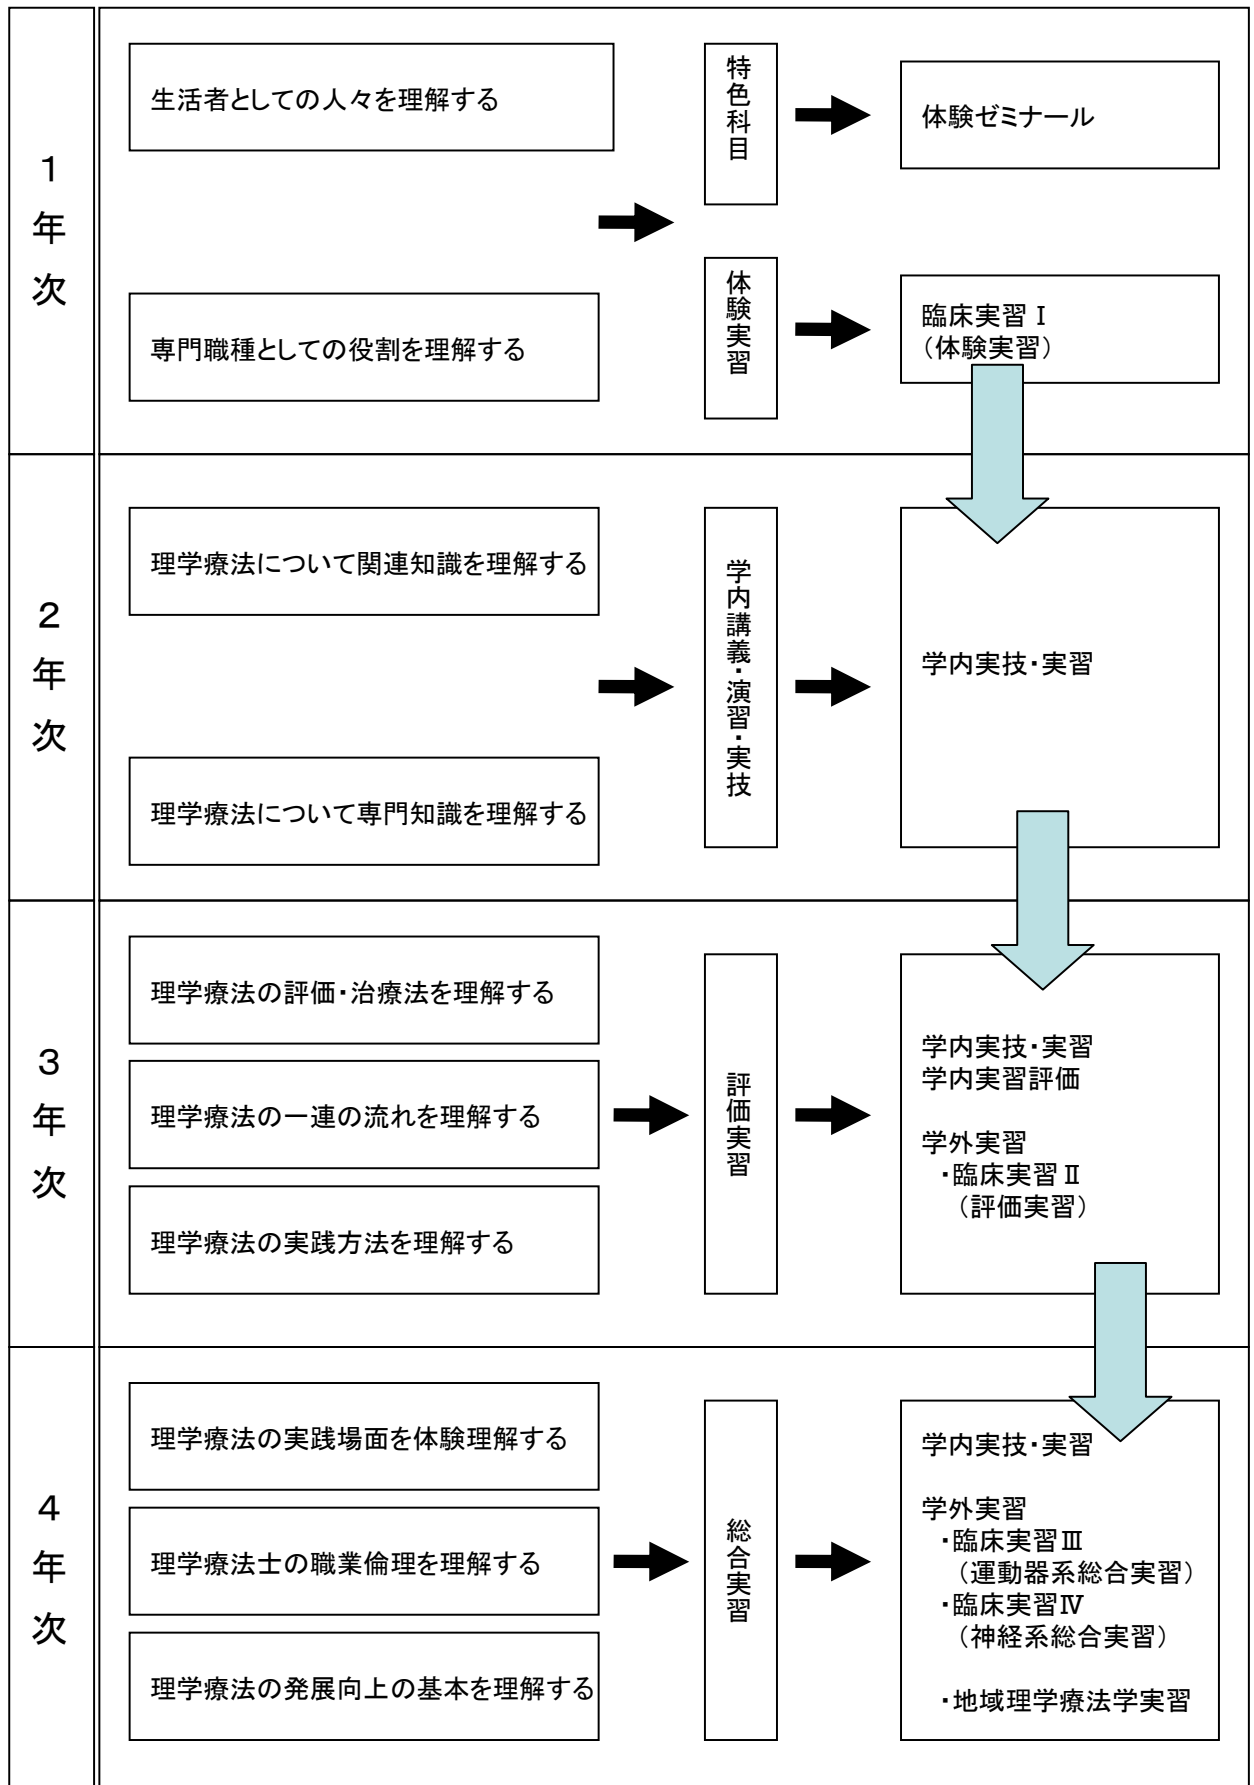 1年次
生活者としての人々を理解する
特色科目
体験ゼミナール
専門職種としての役割を理解する
体験実習
臨床実習Ⅰ
（体験実習）
2年次
理学療法について関連知識を理解する
学内講義・演習・実技
学内実技・実習
理学療法について専門知識を理解する
3年次
理学療法の評価・治療法を理解する
理学療法の一連の流れを理解する
理学療法の実践方法を理解する
評価実習
学内実技・実習
学内実習評価
学外実習
・臨床実習Ⅱ
（評価実習）
4年次
理学療法の実践場面を体験理解する
理学療法士の職業倫理を理解する
理学療法の発展向上の基本を理解する
総合実習
学内実技・実習
学外実習
・臨床実習Ⅲ
（運動器系総合実習）
・臨床実習Ⅳ
（神経系総合実習）
・地域理学療法学実習